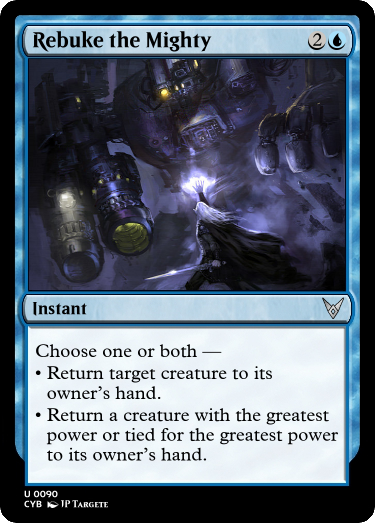 Rebuke the Mighty 2
Instant
Choose one or both —
• Return target creature to its
owner's hand.
• Return a creature with the greatest
power or tied for the greatest power
to its owner's hand.
U 0090
CYB JP Targete